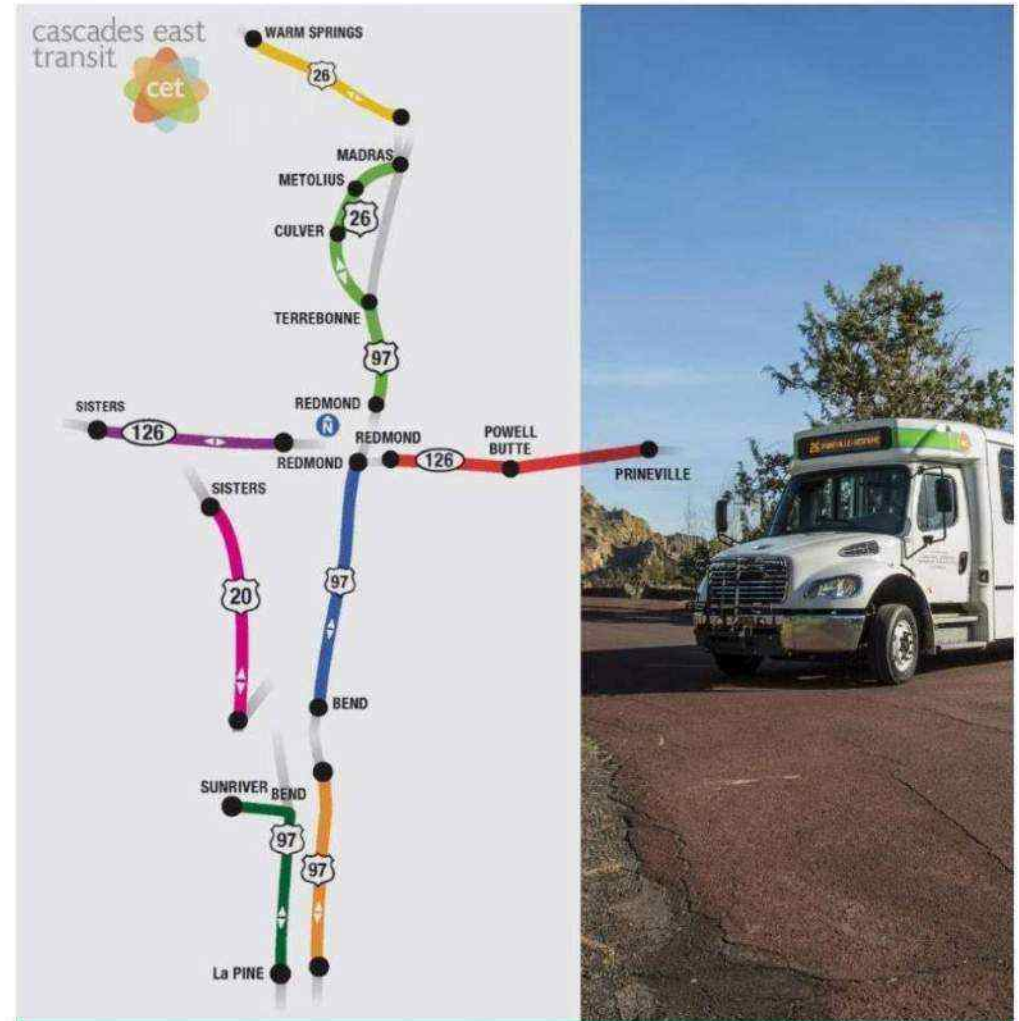 cascades east
transit
cet
WARM SPRINGS
26
MADRAS
METOLIUS
26
CULVER
TERREBONNE
97
REDMOND
N
SISTERS
126
REDMOND
REDMOND
126
POWELL
BUTTE
PRINEVILLE
SISTERS
97
20
BEND
SUNRIVER
BEND
97
97
La PINE